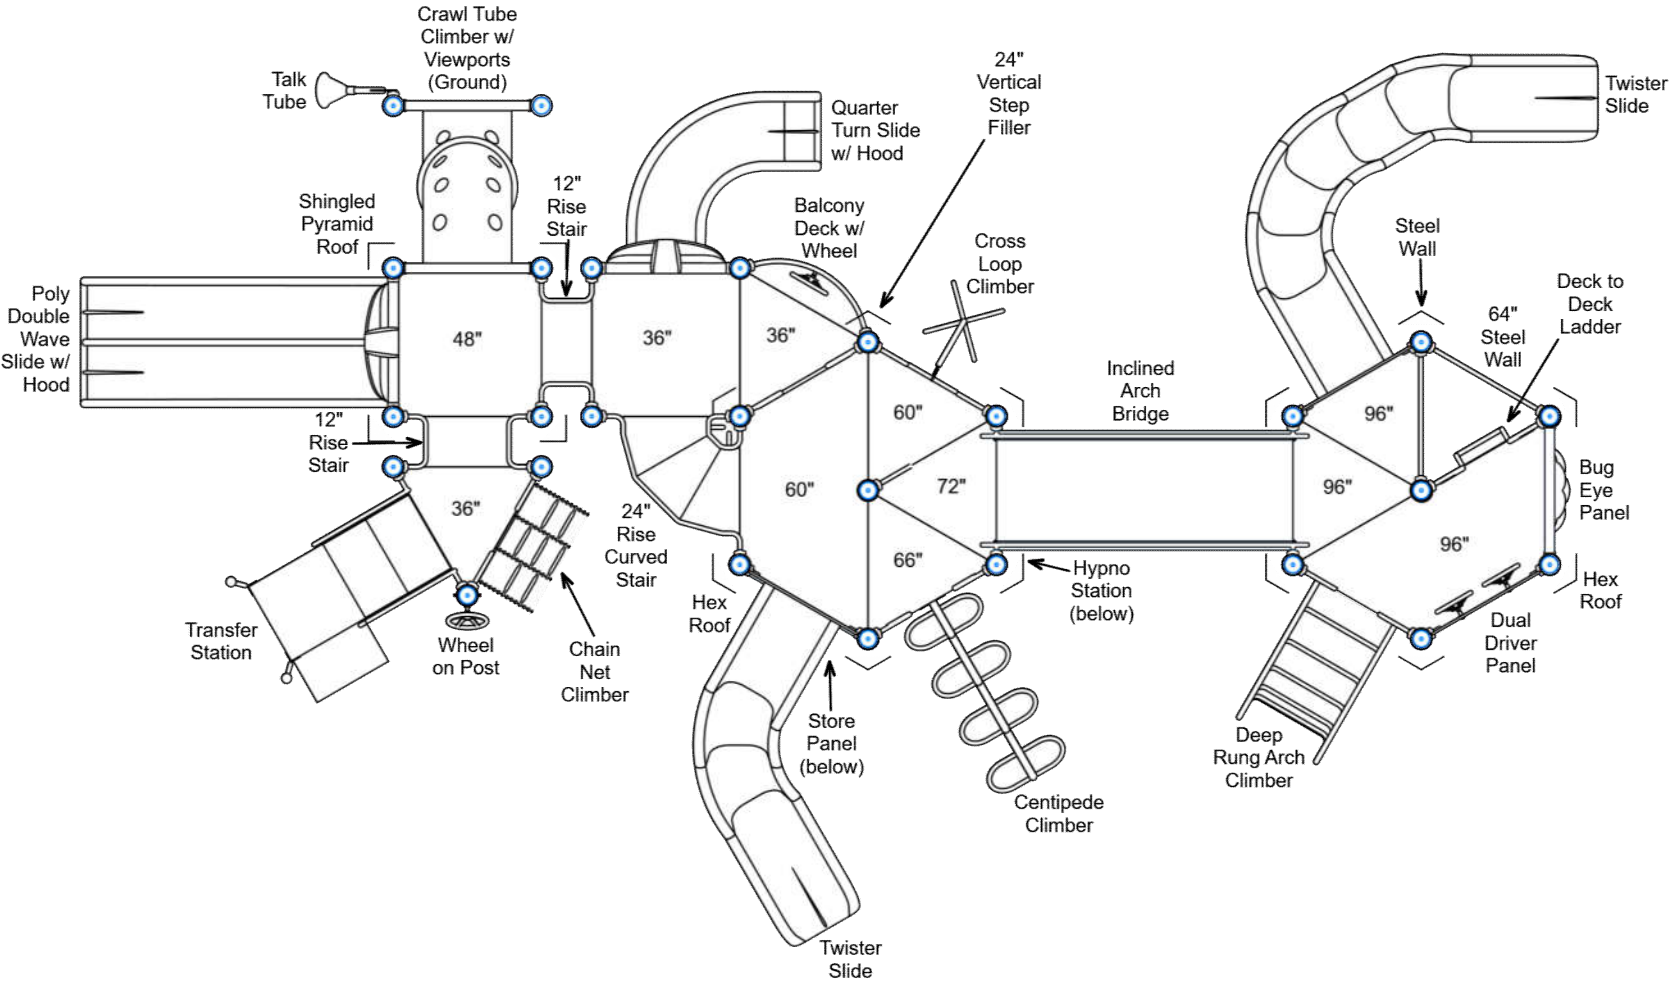 Crawl Tube
Climber w/
Viewports
(Ground)
Talk
Tube
Shingled
Pyramid
Roof
12"
Rise
Stair
Quarter
Turn Slide
w/ Hood
Balcony
Deck w/
Wheel
24"
Vertical
Step
Filler
Cross
Loop
Climber
Twister
Slide
Steel
Wall
Deck to
Deck
Ladder
64"
Steel
Wall
Poly
Double
Wave
Slide w/
Hood
48"
36"
36"
60"
Inclined
Arch
Bridge
96"
12"
Rise
Stair
36"
60"
72"
96"
Bug
Eye
Panel
24"
Rise
Curved
Stair
66"
96"
Hypno
Station
(below)
Hex
Roof
Hex
Roof
Transfer
Station
Wheel
on Post
Chain
Net
Climber
Dual
Driver
Panel
Store
Panel
(below)
Deep
Rung Arch
Climber
Centipede
Climber
Twister
Slide